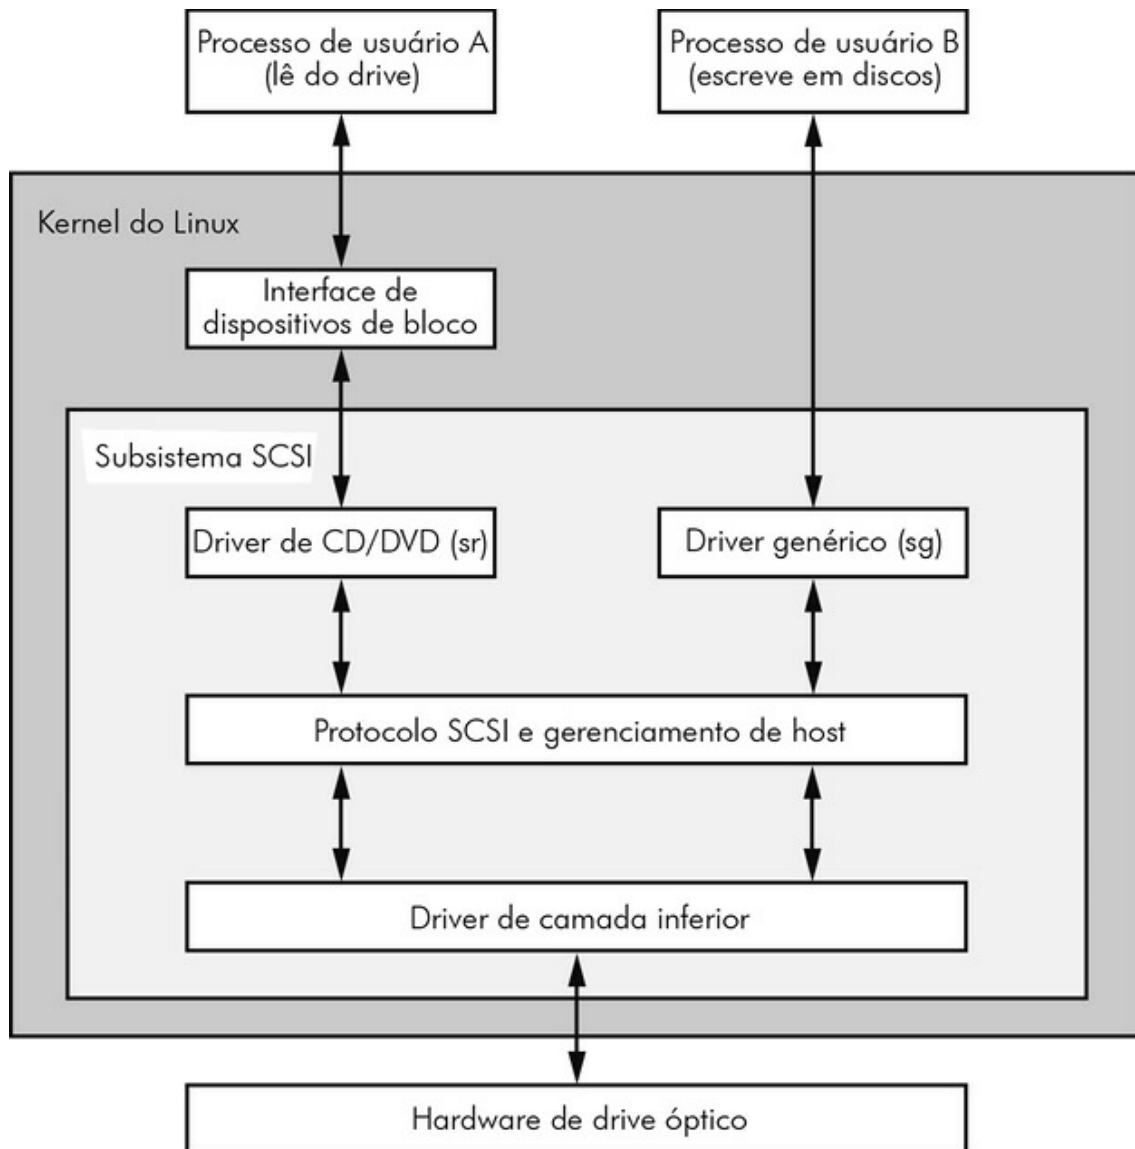 Processo de usuário A
(lê do drive)
Processo de usuário B
(escreve em discos)
Kernel do Linux
Interface de
dispositivos de bloco
Subsistema SCSI
Driver de CD/DVD (sr)
Driver genérico (sg)
Protocolo SCSI e gerenciamento de host
Driver de camada inferior
Hardware de drive óptico